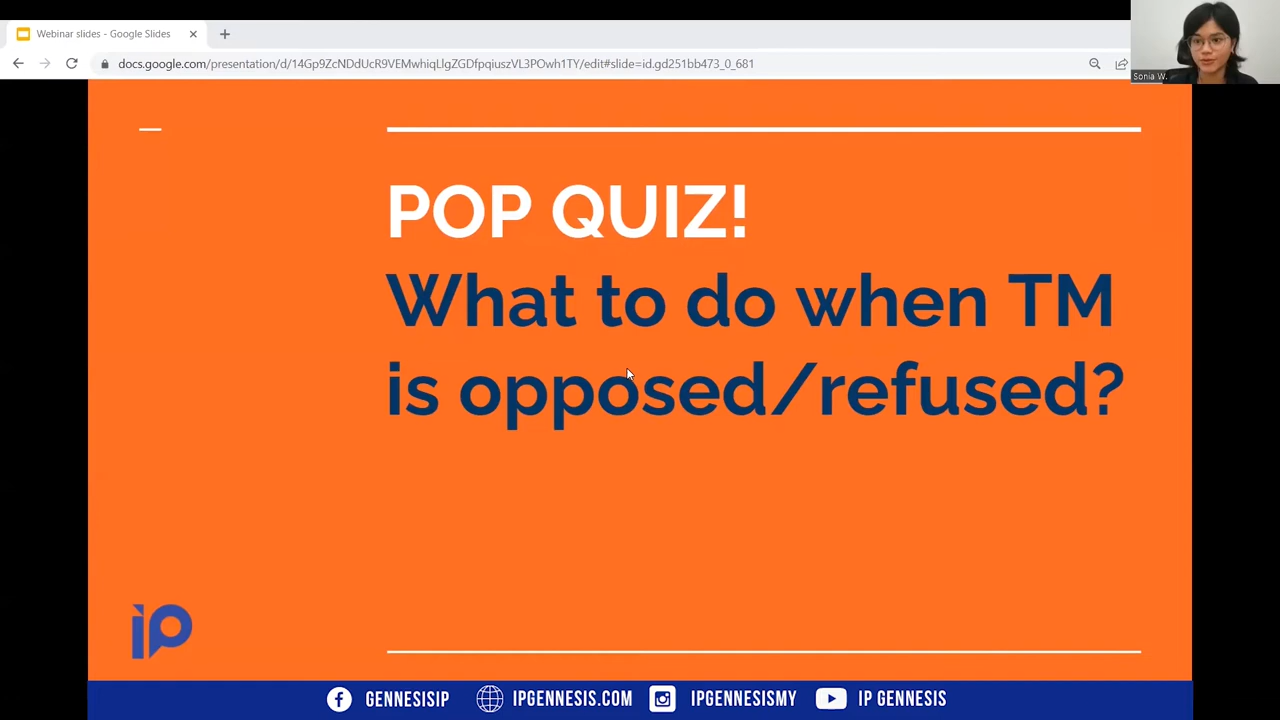 Webinar slides - Google Slides
docs.google.com/presentation/d/14Gp9ZcNDdUcR9VEMwhiqLlgZGDfpqupuVL3POwh1TY/edit#slide=id.gd251bb473_0_681
Sonia W.
POP QUIZ!
What to do when TM
is opposed/refused?
ip
GENNESISIP IPGENNESIS.COM IPGENNESISMY IP GENNESIS